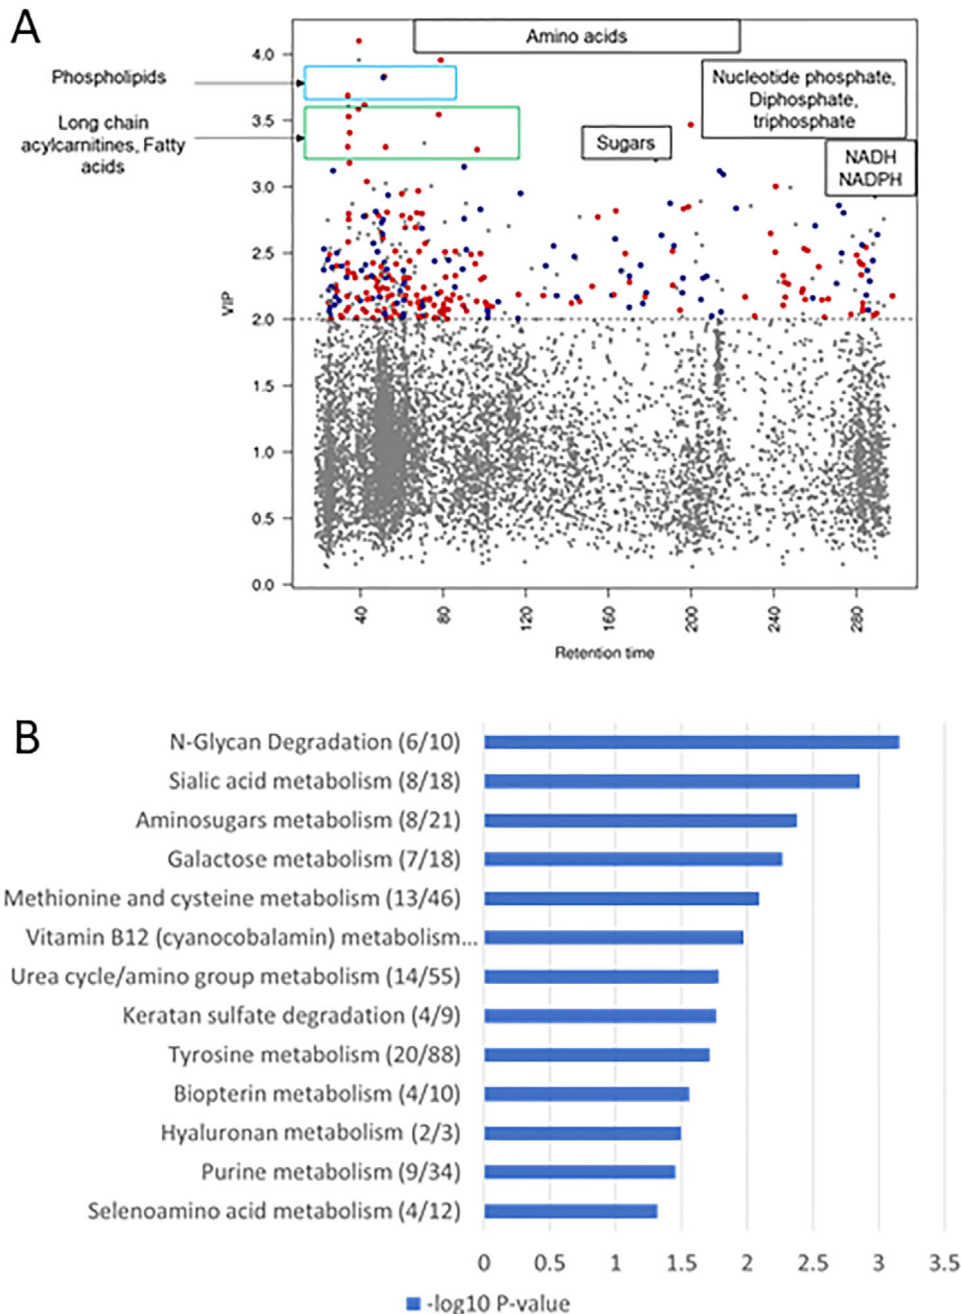 A
Amino acids
Phospholipids
Nucleotide phosphate,
Diphosphate,
triphosphate
Long chain
acylcarnitines, Fatty
acids
Sugars
NADH
NADPH
VIP
4.0
3.5
3.0
2.5
2.0
1.5
1.0
0.5
0.0
40
80
120
160
200
240
280
Retention time
B
N-Glycan Degradation (6/10)
Sialic acid metabolism (8/18)
Aminosugars metabolism (8/21)
Galactose metabolism (7/18)
Methionine and cysteine metabolism (13/46)
Vitamin B12 (cyanocobalamin) metabolism...
Urea cycle/amino group metabolism (14/55)
Keratan sulfate degradation (4/9)
Tyrosine metabolism (20/88)
Biopterin metabolism (4/10)
Hyaluronan metabolism (2/3)
Purine metabolism (9/34)
Selenoamino acid metabolism (4/12)
0 0.5 1 1.5 2 2.5 3 3.5
-log10 P-value